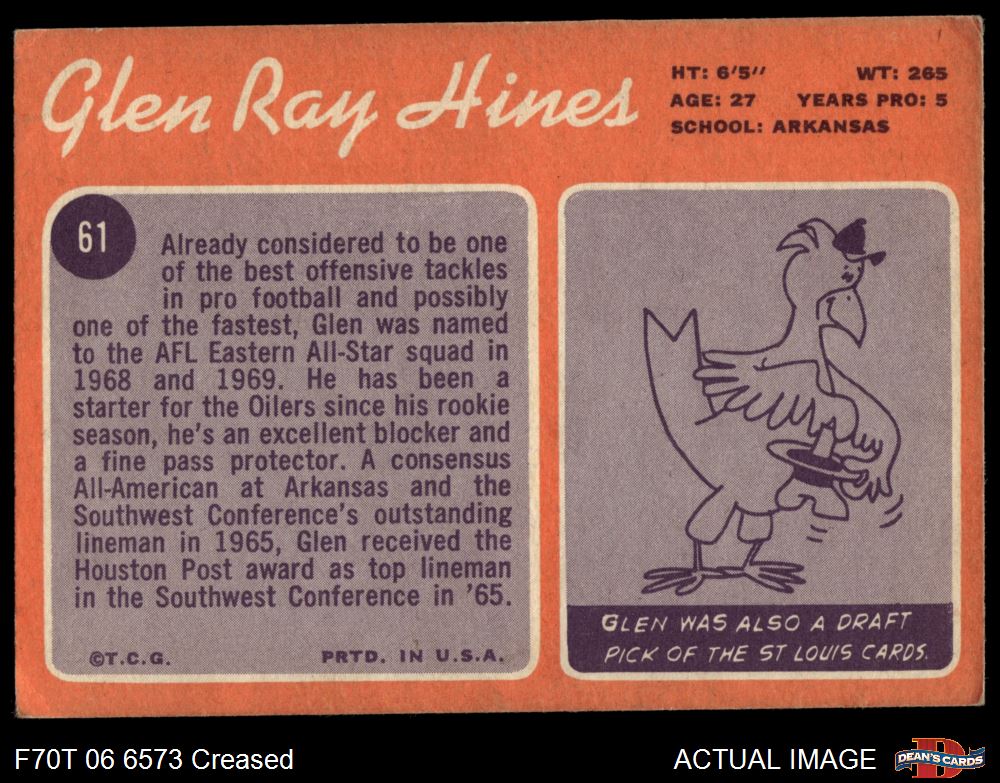 Glen Ray Hines
HT: 6'5"
WT: 265
AGE: 27
YEARS PRO: 5
SCHOOL: ARKANSAS
61
Already considered to be one
of the best offensive tackles
in pro football and possibly
one of the fastest, Glen was named
to the AFL Eastern All-Star squad in
1968 and 1969. He has been a
starter for the Oilers since his rookie
season, he's an excellent blocker and
a fine pass protector. A consensus
All-American at Arkansas and the
Southwest Conference's outstanding
lineman in 1965, Glen received the
Houston Post award as top lineman
in the Southwest Conference in '65.
©T.C.G.
PRTD. IN U.S.A.
GLEN WAS ALSO A DRAFT
PICK OF THE ST LOUIS CARDS.
F70T 06 6573 Creased
ACTUAL IMAGE
D
DEAN'S CARDS